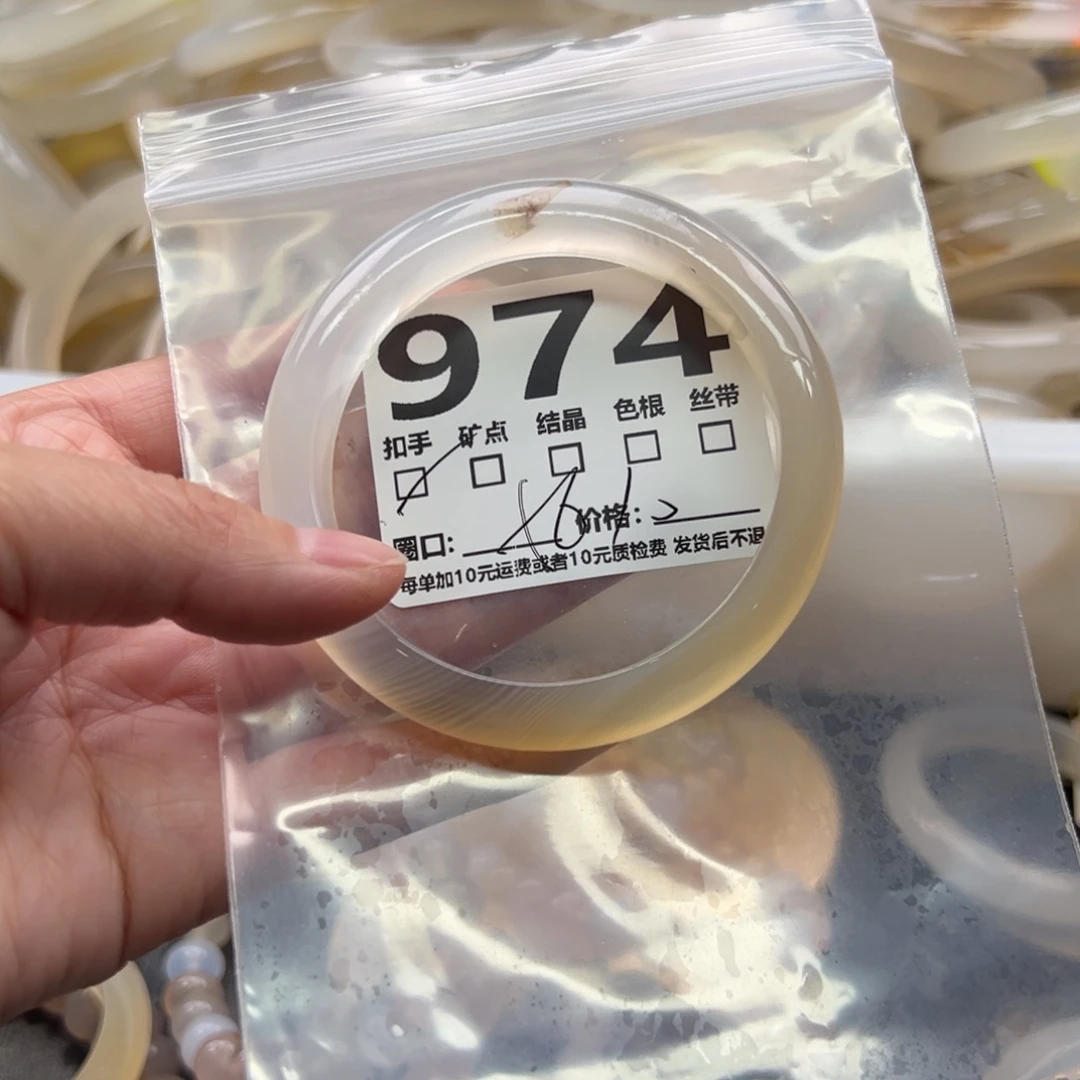 974
扣手 矿点 结晶 色根 丝带
圈口: 价格:
每单加10元运费或者10元质检费 发货后不退